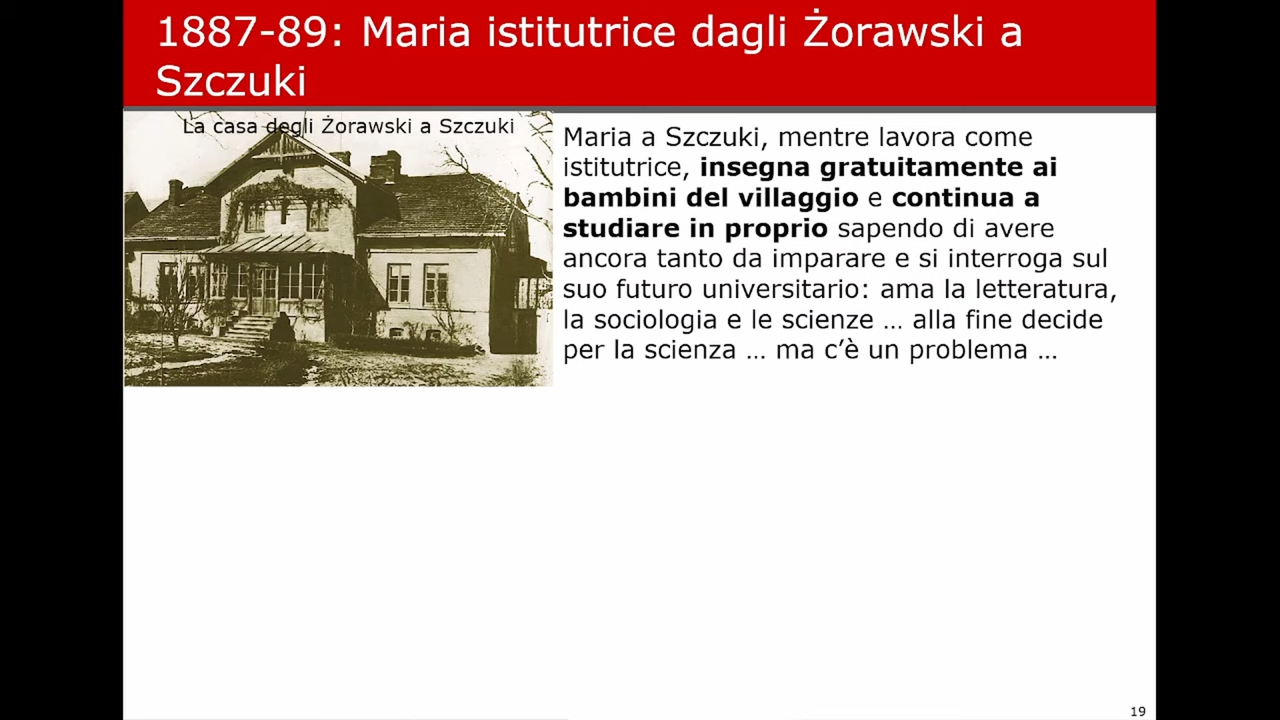 1887-89: Maria istitutrice dagli Żorawski a
Szczuki
La casa degli Żorawski a Szczuki
Maria a Szczuki, mentre lavora come
istitutrice, insegna gratuitamente ai
bambini del villaggio e continua a
studiare in proprio sapendo di avere
ancora tanto da imparare e si interroga sul
suo futuro universitario: ama la letteratura,
la sociologia e le scienze … alla fine decide
per la scienza … ma c’è un problema …
19